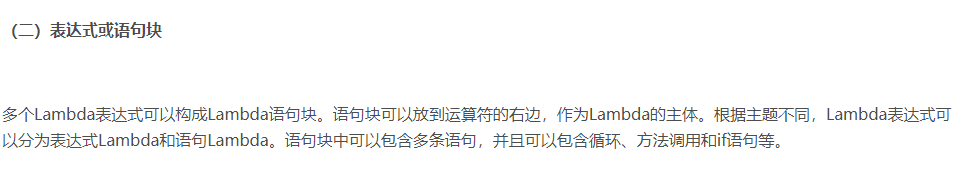 （二）表达式或语句块
多个Lambda表达式可以构成Lambda语句块。语句块可以放到运算符的右边，作为Lambda的主体。根据主题不同，Lambda表达式可
以分为表达式Lambda和语句Lambda。语句块中可以包含多条语句，并且可以包含循环、方法调用和if语句等。